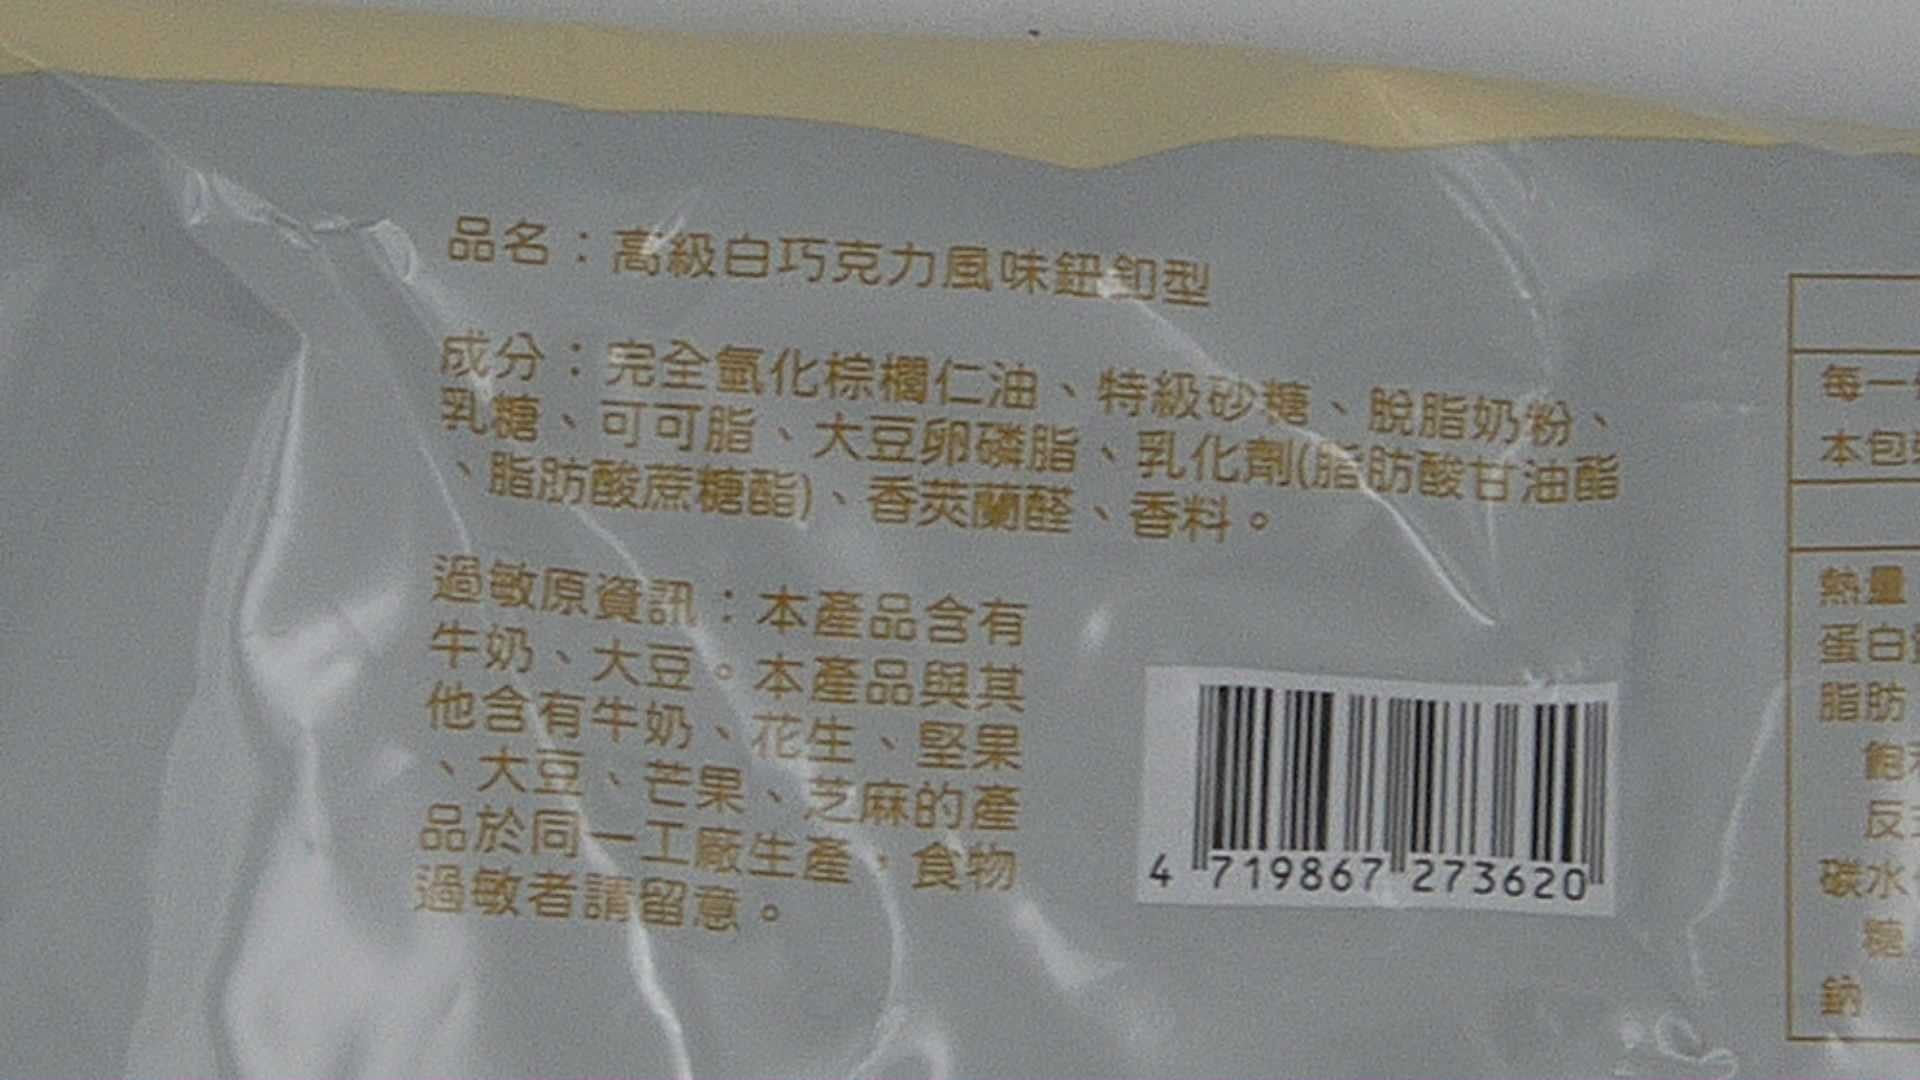 品名：高級白巧克力風味鈕釦型
成分：完全氫化棕櫚仁油、特級砂糖、脫脂奶粉、
乳糖、可可脂、大豆卵磷脂、乳化劑(脂肪酸甘油酯
、脂肪酸蔗糖酯)、香莢蘭醛、香料。
過敏原資訊：本產品含有
牛奶、大豆。本產品與其
他含有牛奶、花生、堅果
、大豆、芒果、芝麻的產
品於同一工廠生產，食物
過敏者請留意。
4 719867 273620
每一
本包
熱量
蛋白
脂肪
飽
反
碳水
糖
鈉